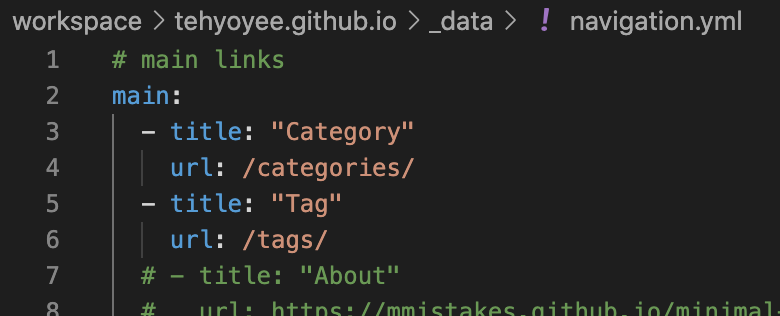 workspace > tehyoyee.github.io > _data > ! navigation.yml
1 # main links
2 main:
3 - title: "Category"
4 url: /categories/
5 - title: "Tag"
6 url: /tags/
7 # - title: "About"
8 # url: https://mmistakes.github.io/minimal